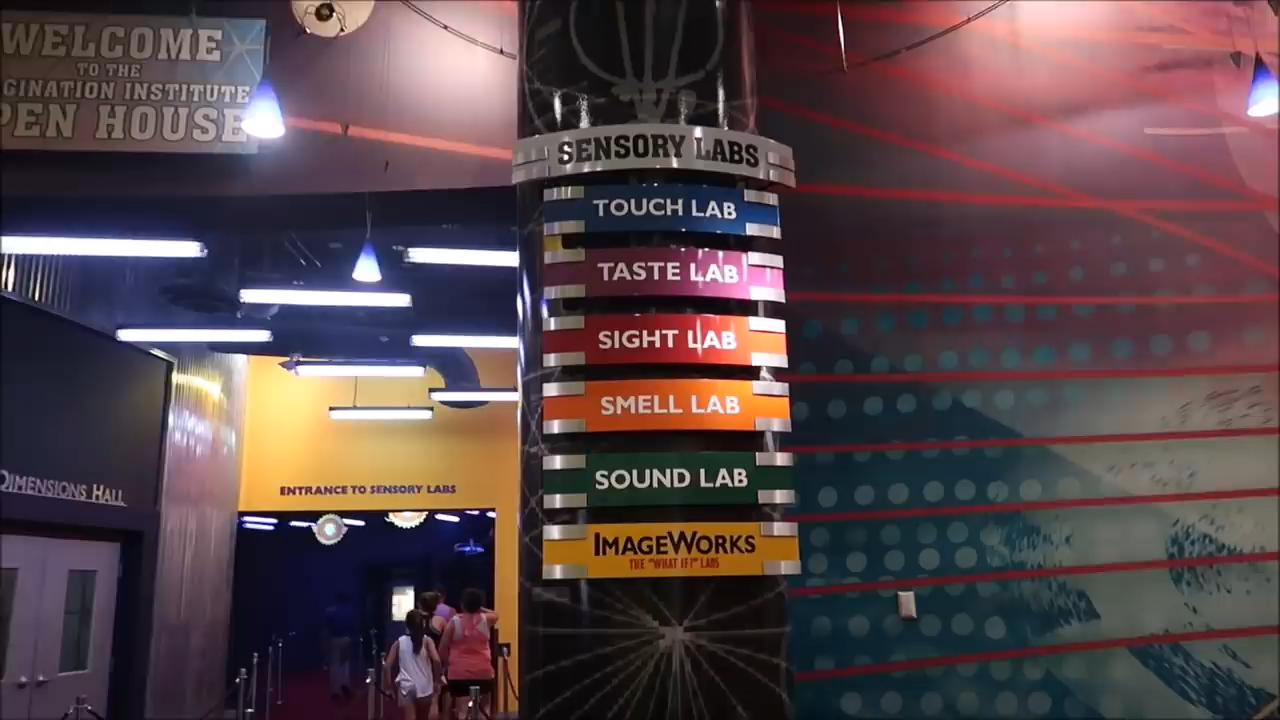 WELCOME
TO THE
GINATION INSTITUTE
PEN HOUSE
SENSORY LABS
TOUCH LAB
TASTE LAB
SIGHT LAB
SMELL LAB
SOUND LAB
IMAGEWORKS
THE "WHAT IF!" LABS
DIMENSIONS HALL
ENTRANCE TO SENSORY LABS